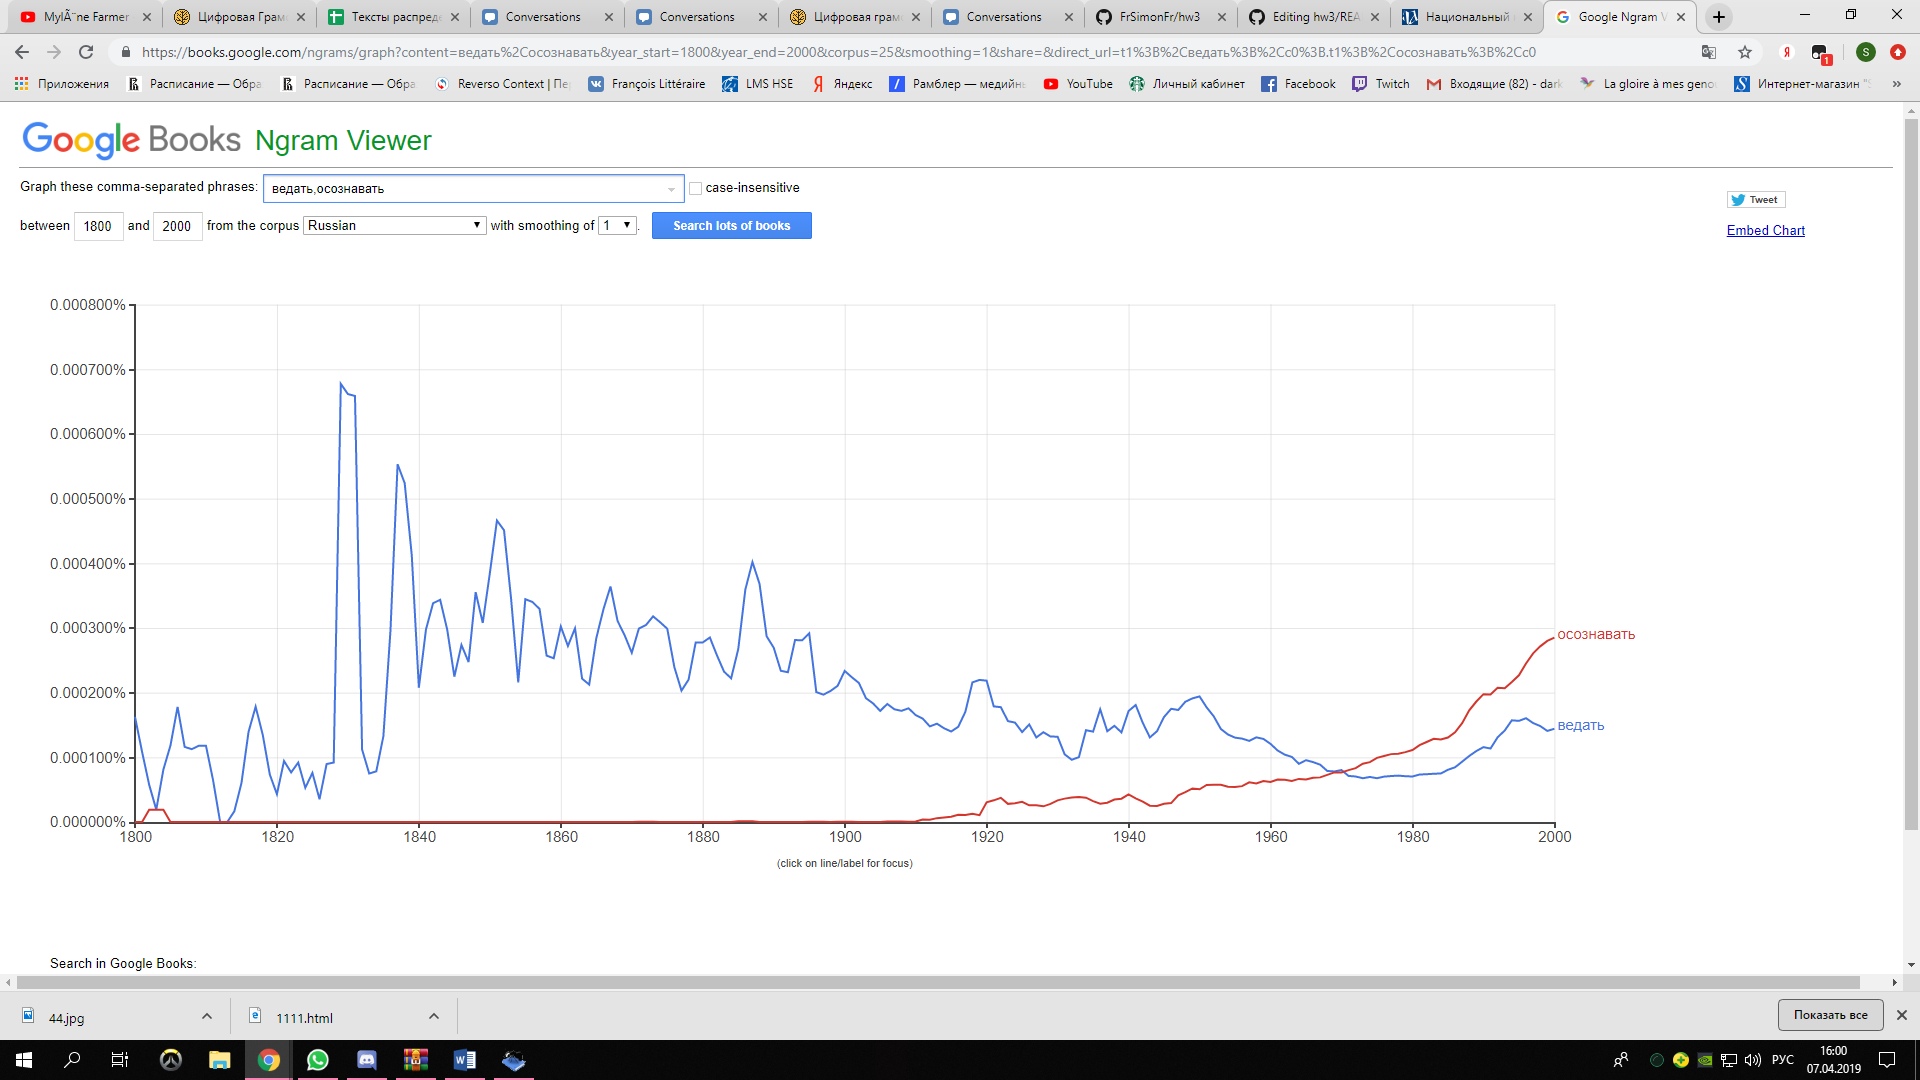 MylÃ¨ne Farmer
Цифровая Грам
Тексты распреде
Conversations
Conversations
Цифровая грам
Conversations
FrSimonFr/hw3
Editing hw3/REA
Национальный
Google Ngram V
https://books.google.com/ngrams/graph?content=ведать%2Cосознавать&year_start=1800&year_end=2000&corpus=25&smoothing=1&share=&direct_url=t1%3B%2Cведать%3B%2Cc0%3B.t1%3B%2Cосознавать%3B%2Cc0
Приложения
Расписание — Обра
Расписание — Обра
Reverso Context | Пе
François Littéraire
LMS HSE
Яндекс
Рамблер — медийн
YouTube
Личный кабинет
Facebook
Twitch
Входящие (82) - dark
La gloire à mes geno
Интернет-магазин "S
»
Google Books Ngram Viewer
Graph these comma-separated phrases: ведать,осознавать case-insensitive
between 1800 and 2000 from the corpus Russian with smoothing of 1 . Search lots of books
Tweet
Embed Chart
0.000800%
0.000700%
0.000600%
0.000500%
0.000400%
0.000300%
0.000200%
0.000100%
0.000000%
осознавать
ведать
1800 1820 1840 1860 1880 1900 1920 1940 1960 1980 2000
(click on line/label for focus)
Search in Google Books:
44.jpg
1111.html
Показать все
РУС
16:00
07.04.2019